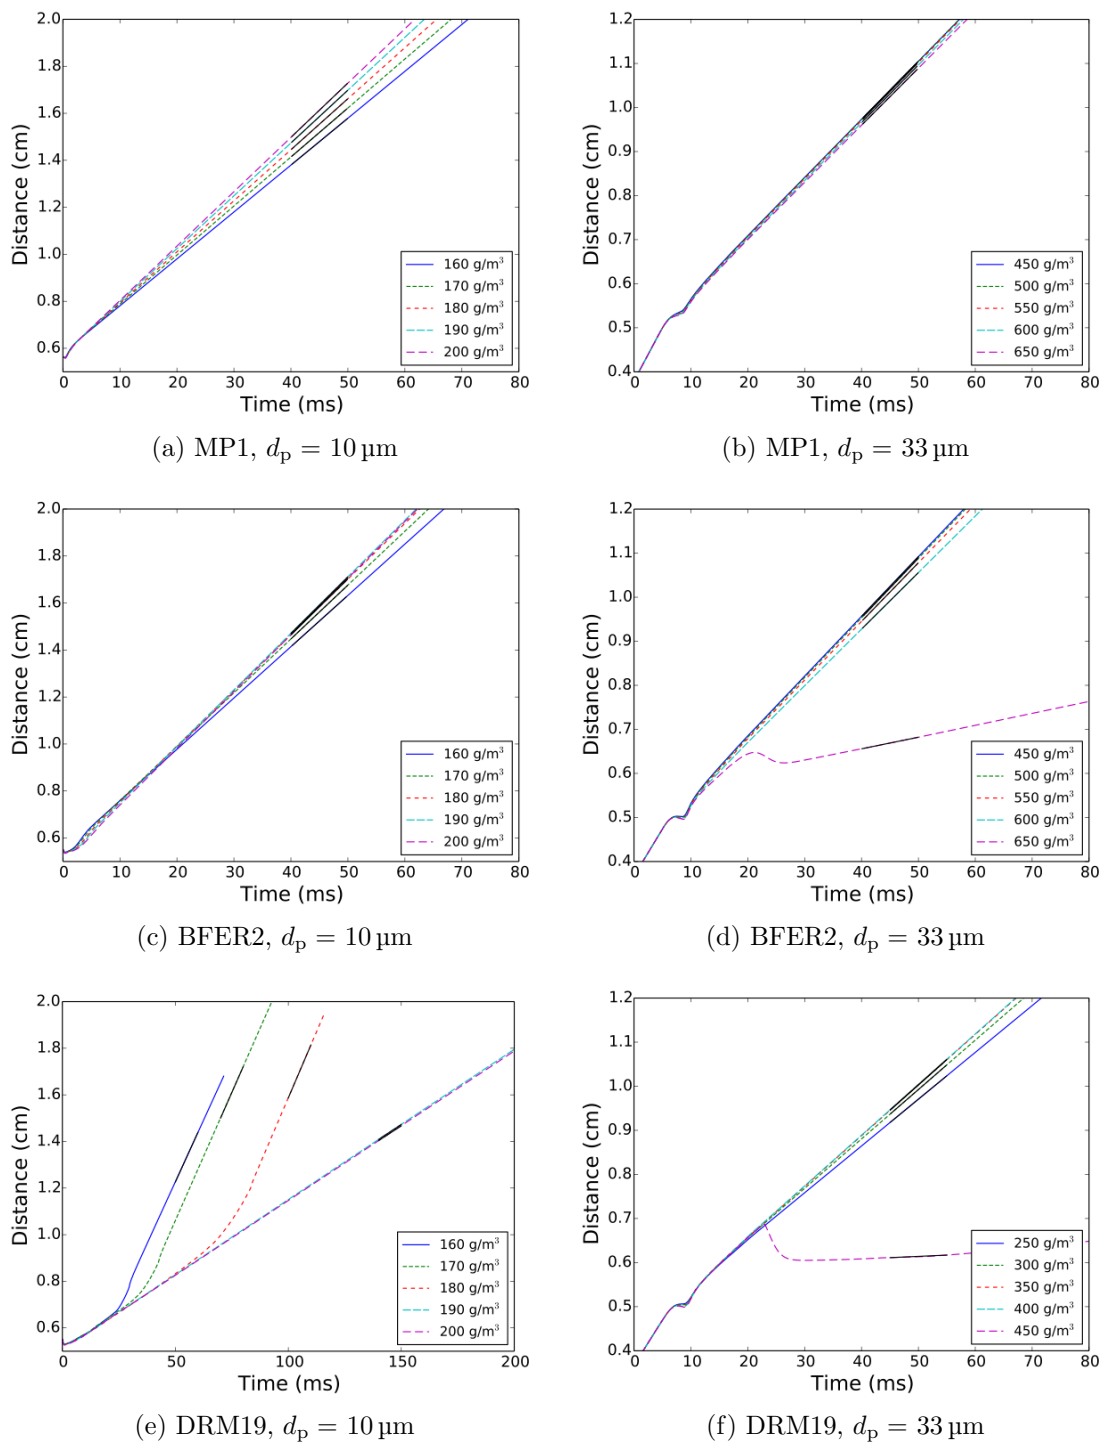 2.0
1.8
1.6
1.4
1.2
1.0
0.8
0.6
Distance (cm)
0 10 20 30 40 50 60 70 80
Time (ms)
160 g/m³
170 g/m³
180 g/m³
190 g/m³
200 g/m³
(a) MP1, dₚ = 10 µm
1.2
1.1
1.0
0.9
0.8
0.7
0.6
0.5
0.4
Distance (cm)
0 10 20 30 40 50 60 70 80
Time (ms)
450 g/m³
500 g/m³
550 g/m³
600 g/m³
650 g/m³
(b) MP1, dₚ = 33 µm
2.0
1.8
1.6
1.4
1.2
1.0
0.8
0.6
Distance (cm)
0 10 20 30 40 50 60 70 80
Time (ms)
160 g/m³
170 g/m³
180 g/m³
190 g/m³
200 g/m³
(c) BFER2, dₚ = 10 µm
1.2
1.1
1.0
0.9
0.8
0.7
0.6
0.5
0.4
Distance (cm)
0 10 20 30 40 50 60 70 80
Time (ms)
450 g/m³
500 g/m³
550 g/m³
600 g/m³
650 g/m³
(d) BFER2, dₚ = 33 µm
2.0
1.8
1.6
1.4
1.2
1.0
0.8
0.6
Distance (cm)
0 50 100 150 200
Time (ms)
160 g/m³
170 g/m³
180 g/m³
190 g/m³
200 g/m³
(e) DRM19, dₚ = 10 µm
1.2
1.1
1.0
0.9
0.8
0.7
0.6
0.5
0.4
Distance (cm)
0 10 20 30 40 50 60 70 80
Time (ms)
250 g/m³
300 g/m³
350 g/m³
400 g/m³
450 g/m³
(f) DRM19, dₚ = 33 µm